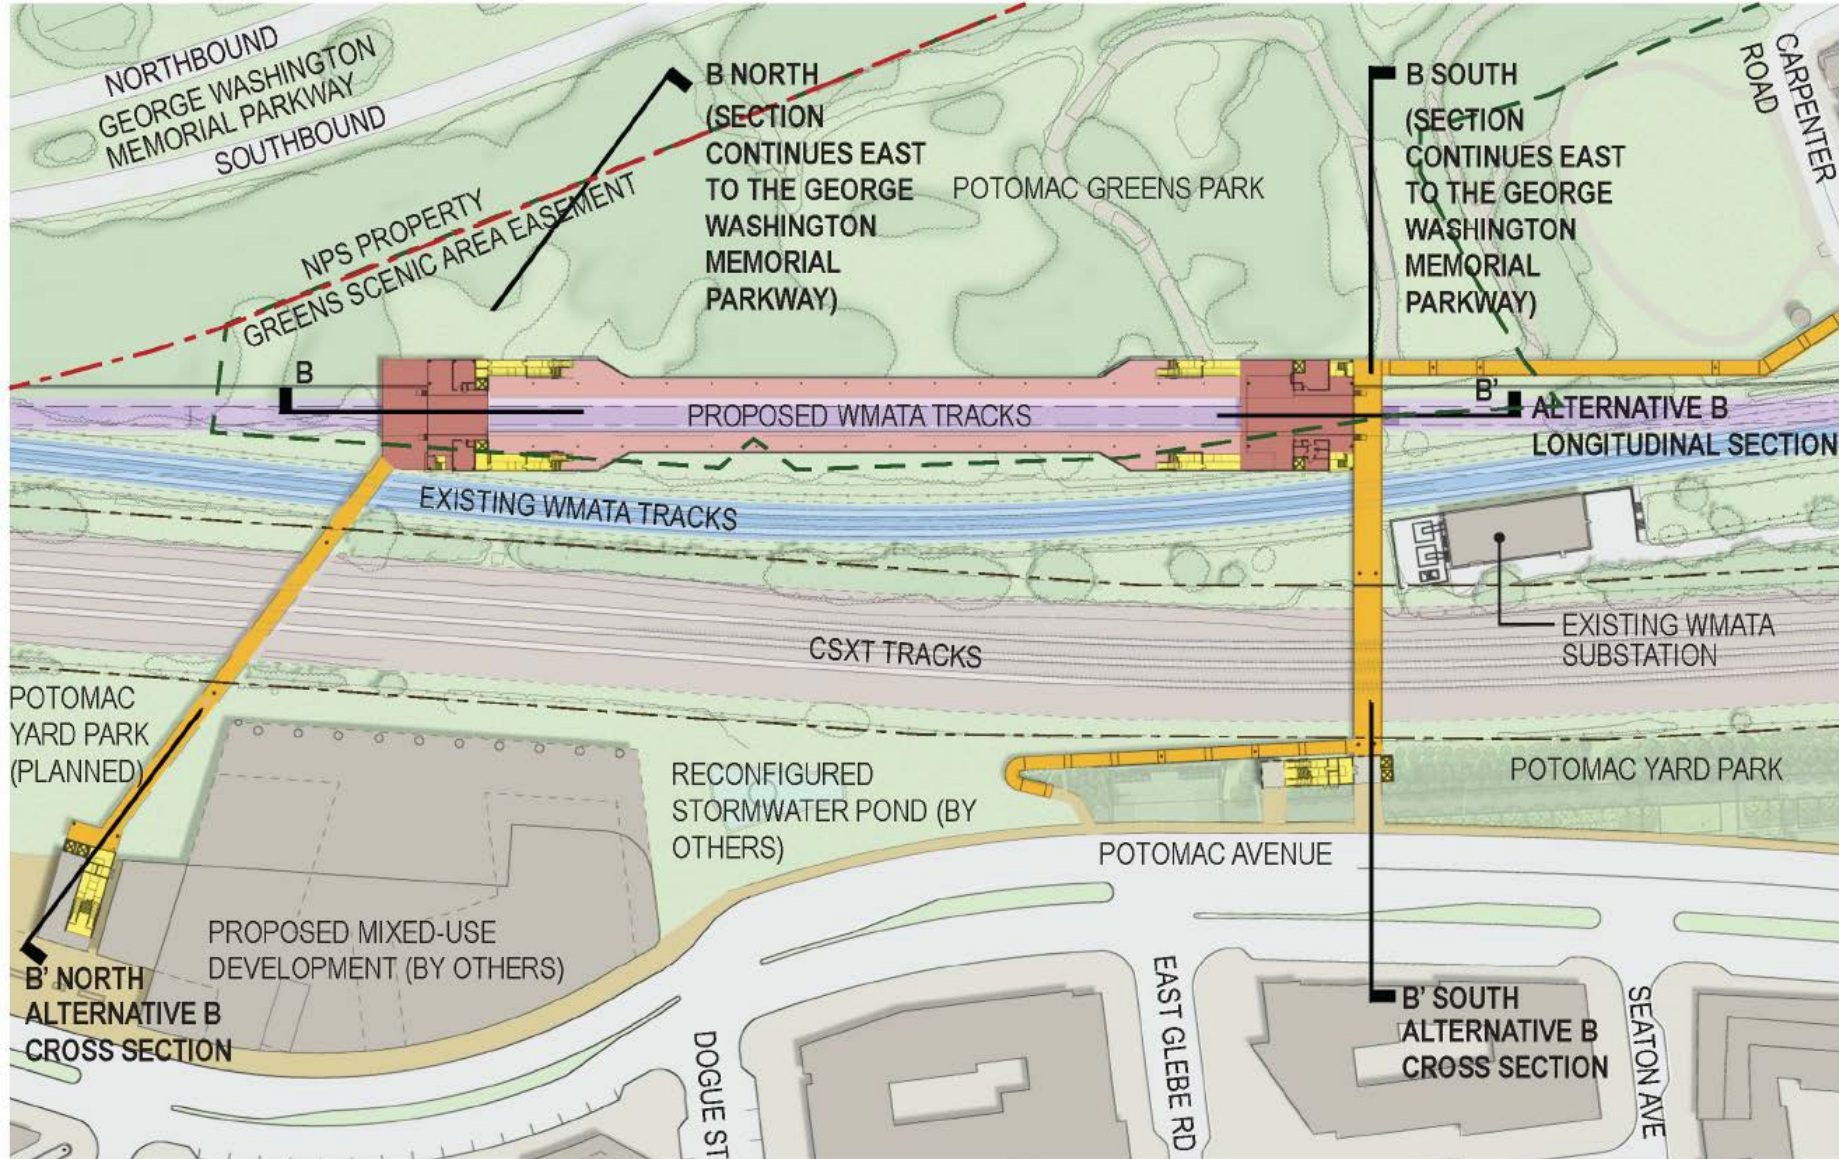 NORTHBOUND
GEORGE WASHINGTON
MEMORIAL PARKWAY
SOUTHBOUND
NPS PROPERTY
GREENS SCENIC AREA EASEMENT
B NORTH
(SECTION
CONTINUES EAST
TO THE GEORGE
WASHINGTON
MEMORIAL
PARKWAY)
POTOMAC GREENS PARK
B SOUTH
(SECTION
CONTINUES EAST
TO THE GEORGE
WASHINGTON
MEMORIAL
PARKWAY)
CARPENTER
ROAD
B
PROPOSED WMATA TRACKS
B'
ALTERNATIVE B
LONGITUDINAL SECTION
EXISTING WMATA TRACKS
CSXT TRACKS
EXISTING WMATA
SUBSTATION
POTOMAC
YARD PARK
(PLANNED)
RECONFIGURED
STORMWATER POND (BY
OTHERS)
POTOMAC YARD PARK
POTOMAC AVENUE
PROPOSED MIXED-USE
DEVELOPMENT (BY OTHERS)
B' NORTH
ALTERNATIVE B
CROSS SECTION
DOGUE ST
EAST GLEBE RD
B' SOUTH
ALTERNATIVE B
CROSS SECTION
SEATON AVE